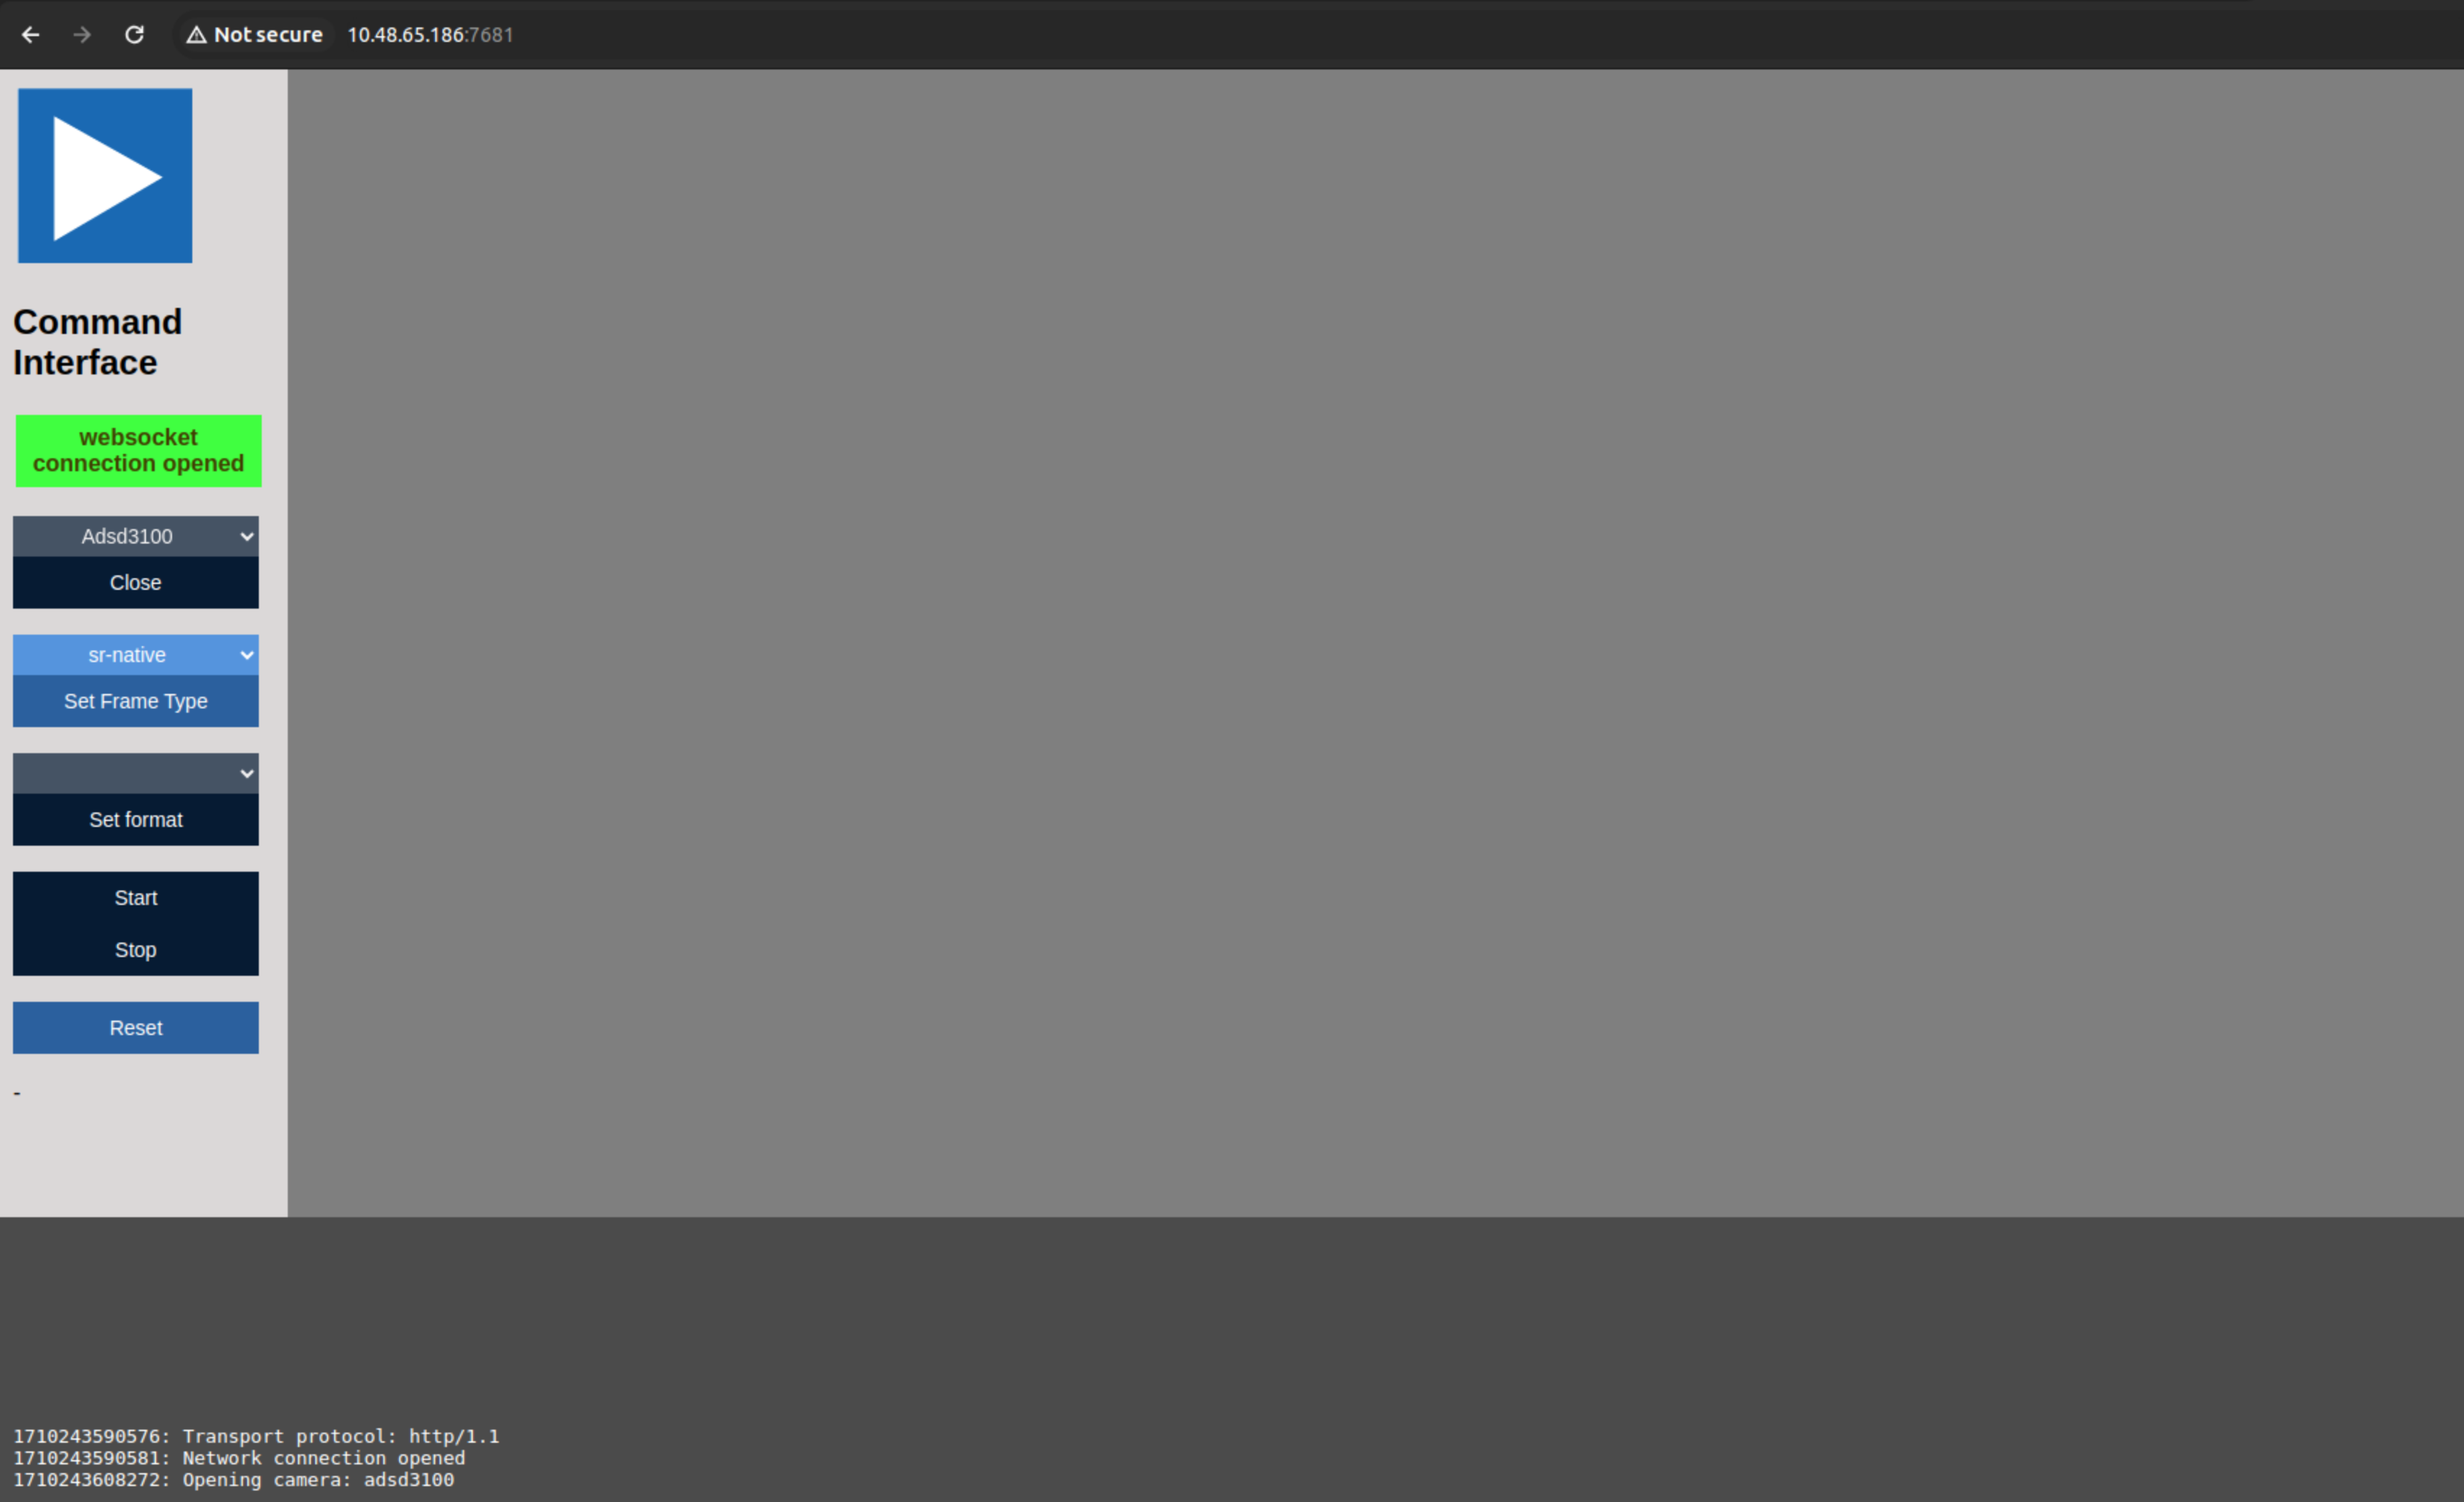 Not secure 10.48.65.186:7681
Command
Interface
websocket
connection opened
Adsd3100
Close
sr-native
Set Frame Type
Set format
Start
Stop
Reset
-
1710243590576: Transport protocol: http/1.1
1710243590581: Network connection opened
1710243608272: Opening camera: adsd3100